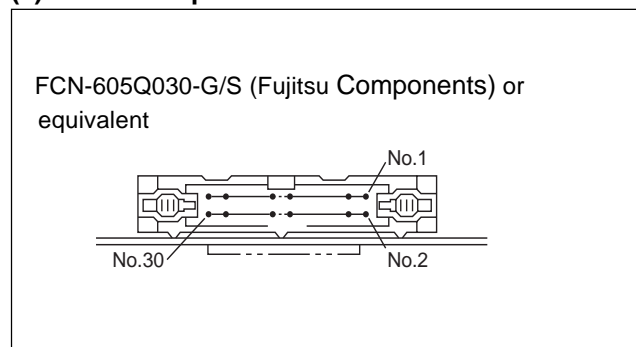 FCN-605Q030-G/S (Fujitsu Components) or
equivalent
No.1
No.30
No.2